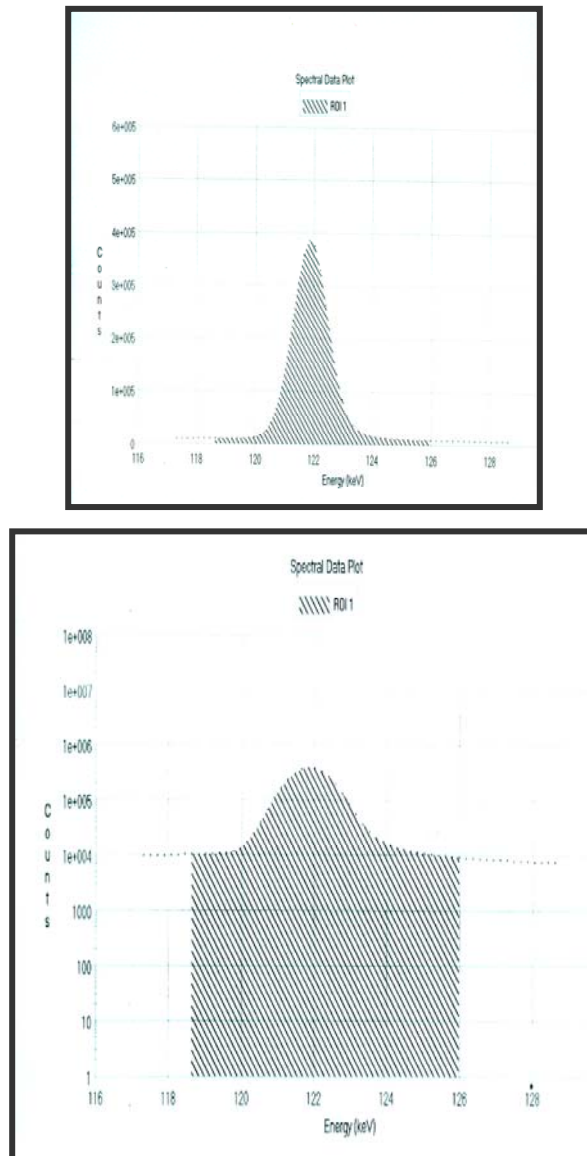 Spectral Data Plot
ROI 1
6e+005
5e+005
4e+005
3e+005
2e+005
1e+005
0
Counts
116 118 120 122 124 126 128
Energy (keV)
Spectral Data Plot
ROI 1
1e+008
1e+007
1e+006
1e+005
1e+004
1000
100
10
1
Counts
116 118 120 122 124 126 128
Energy (keV)